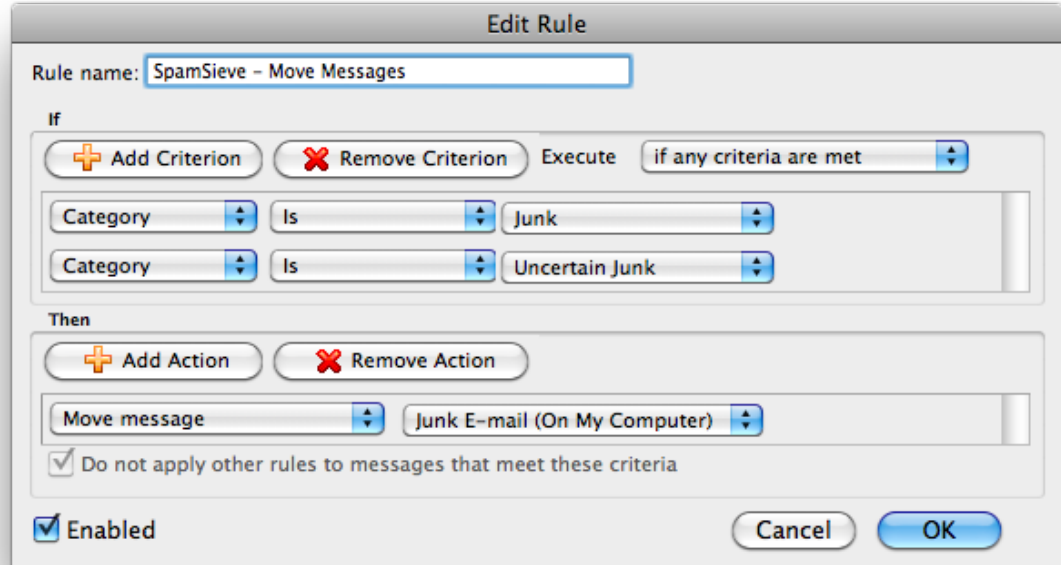 Edit Rule
Rule name: SpamSieve – Move Messages
If
Add Criterion Remove Criterion Execute if any criteria are met
Category Is Junk
Category Is Uncertain Junk
Then
Add Action Remove Action
Move message Junk E-mail (On My Computer)
Do not apply other rules to messages that meet these criteria
Enabled Cancel OK